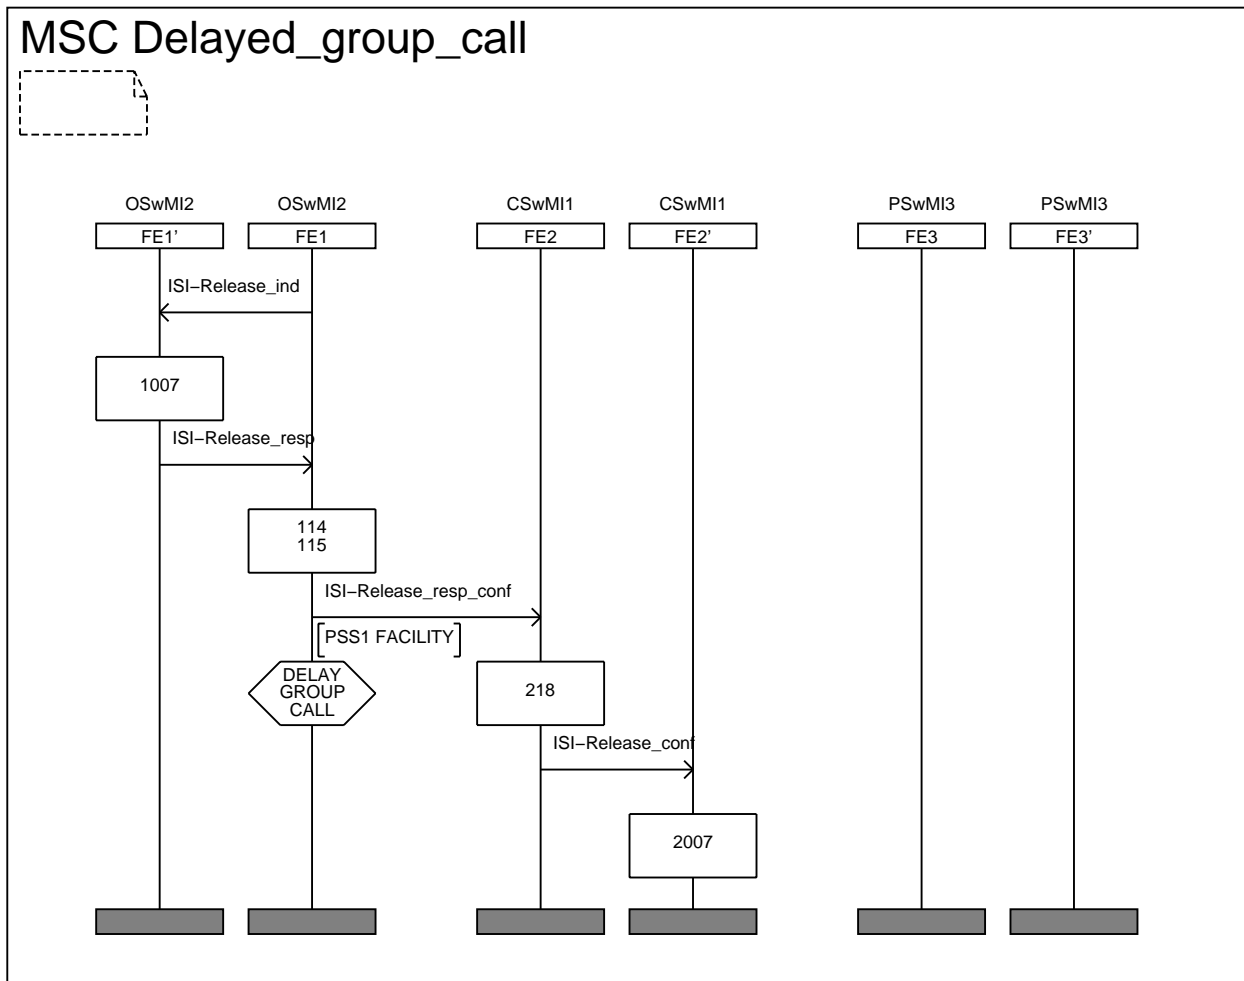 MSC Delayed_group_call
OSwMI2 OSwMI2 CSwMI1 CSwMI1 PSwMI3 PSwMI3
FE1' FE1 FE2 FE2' FE3 FE3'
ISI−Release_ind
1007
ISI−Release_resp
114
115
ISI−Release_resp_conf
PSS1 FACILITY
DELAY
GROUP
CALL
218
ISI−Release_conf
2007